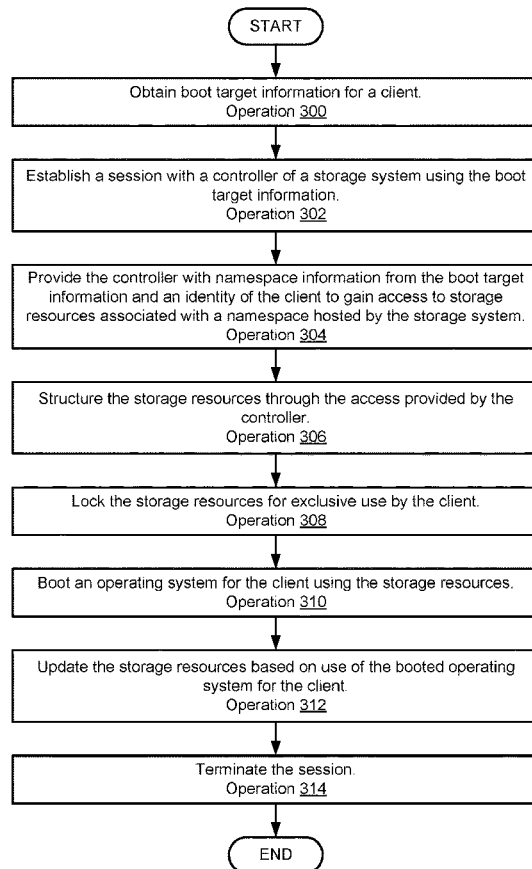 START
Obtain boot target information for a client.
Operation 300
Establish a session with a controller of a storage system using the boot
target information.
Operation 302
Provide the controller with namespace information from the boot target
information and an identity of the client to gain access to storage
resources associated with a namespace hosted by the storage system.
Operation 304
Structure the storage resources through the access provided by the
controller.
Operation 306
Lock the storage resources for exclusive use by the client.
Operation 308
Boot an operating system for the client using the storage resources.
Operation 310
Update the storage resources based on use of the booted operating
system for the client.
Operation 312
Terminate the session.
Operation 314
END